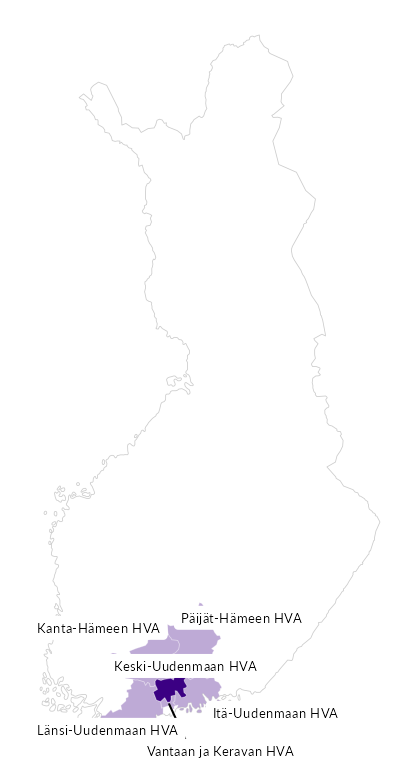 Päijät-Hämeen HVA
Kanta-Hämeen HVA
Keski-Uudenmaan HVA
Itä-Uudenmaan HVA
Länsi-Uudenmaan HVA
Vantaan ja Keravan HVA